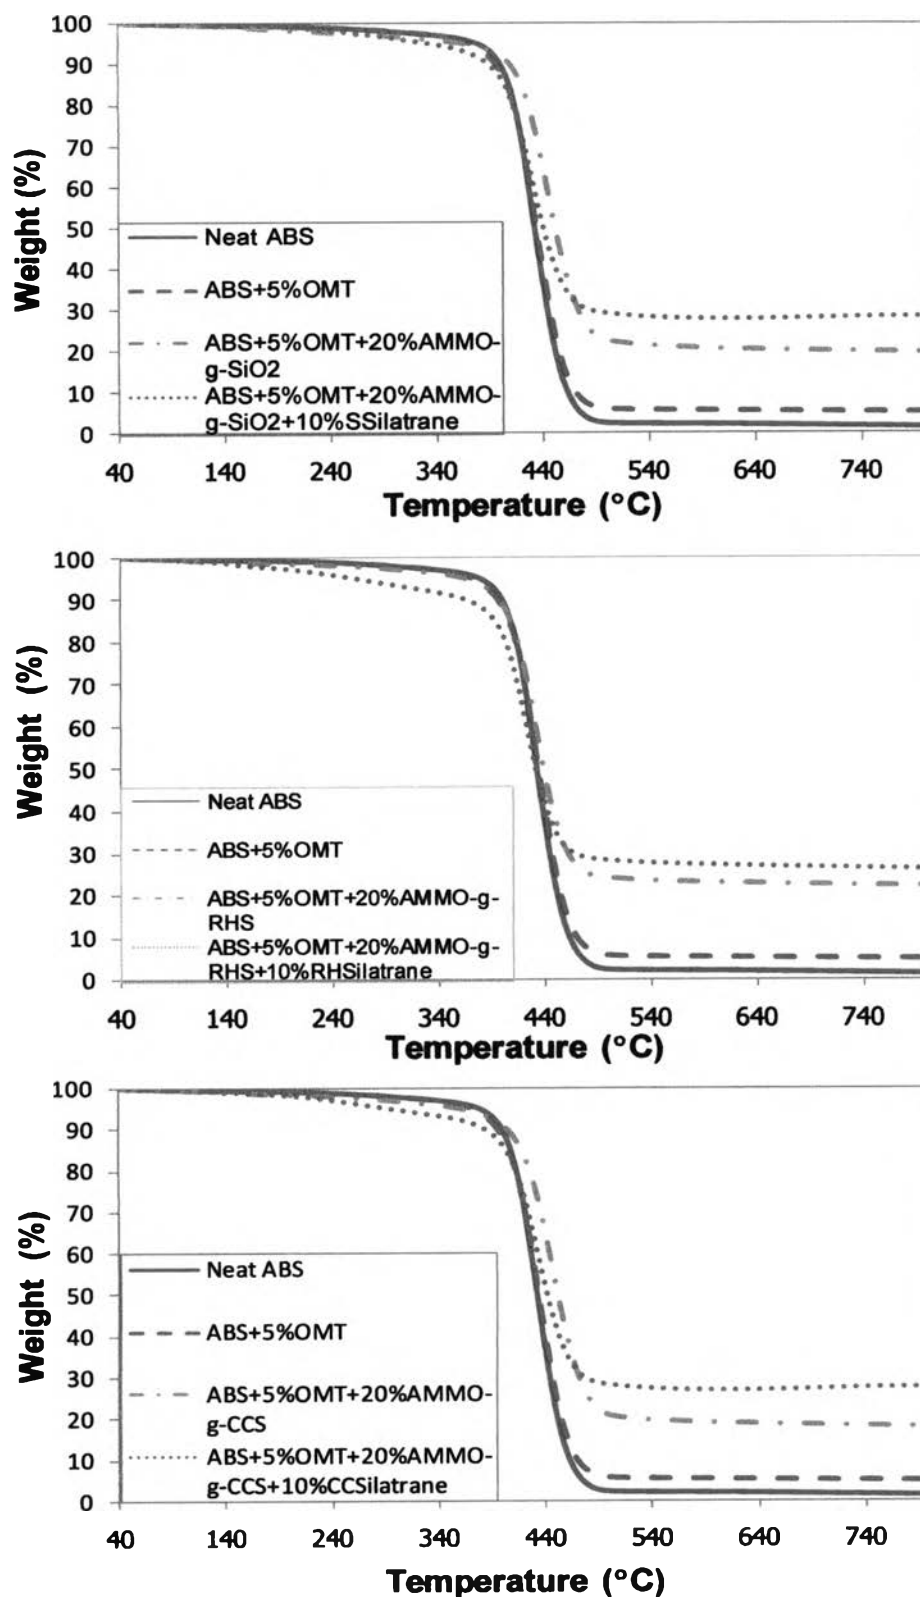 100
90
80
70
60
50
40
30
20
10
0
Weight (%)
Neat ABS
ABS+5%OMT
ABS+5%OMT+20%AMMO-
g-SiO2
ABS+5%OMT+20%AMMO-
g-SiO2+10%SSilatrane
40 140 240 340 440 540 640 740
Temperature (°C)
100
90
80
70
60
50
40
30
20
10
0
Weight (%)
Neat ABS
ABS+5%OMT
ABS+5%OMT+20%AMMO-g-
RHS
ABS+5%OMT+20%AMMO-g-
RHS+10%RHSilatrane
40 140 240 340 440 540 640 740
Temperature (°C)
100
90
80
70
60
50
40
30
20
10
0
Weight (%)
Neat ABS
ABS+5%OMT
ABS+5%OMT+20%AMMO-
g-CCS
ABS+5%OMT+20%AMMO-
g-CCS+10%CCSilatrane
40 140 240 340 440 540 640 740
Temperature (°C)